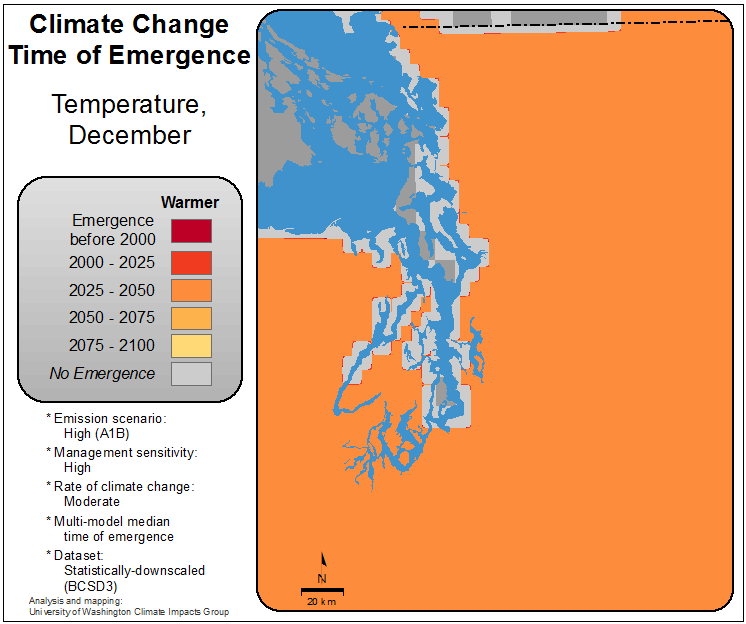 Climate Change
Time of Emergence
Temperature,
December
Warmer
Emergence
before 2000
2000 - 2025
2025 - 2050
2050 - 2075
2075 - 2100
No Emergence
* Emission scenario:
High (A1B)
* Management sensitivity:
High
* Rate of climate change:
Moderate
* Multi-model median
time of emergence
* Dataset:
Statistically-downscaled
(BCSD3)
Analysis and mapping:
University of Washington Climate Impacts Group
N
20 km